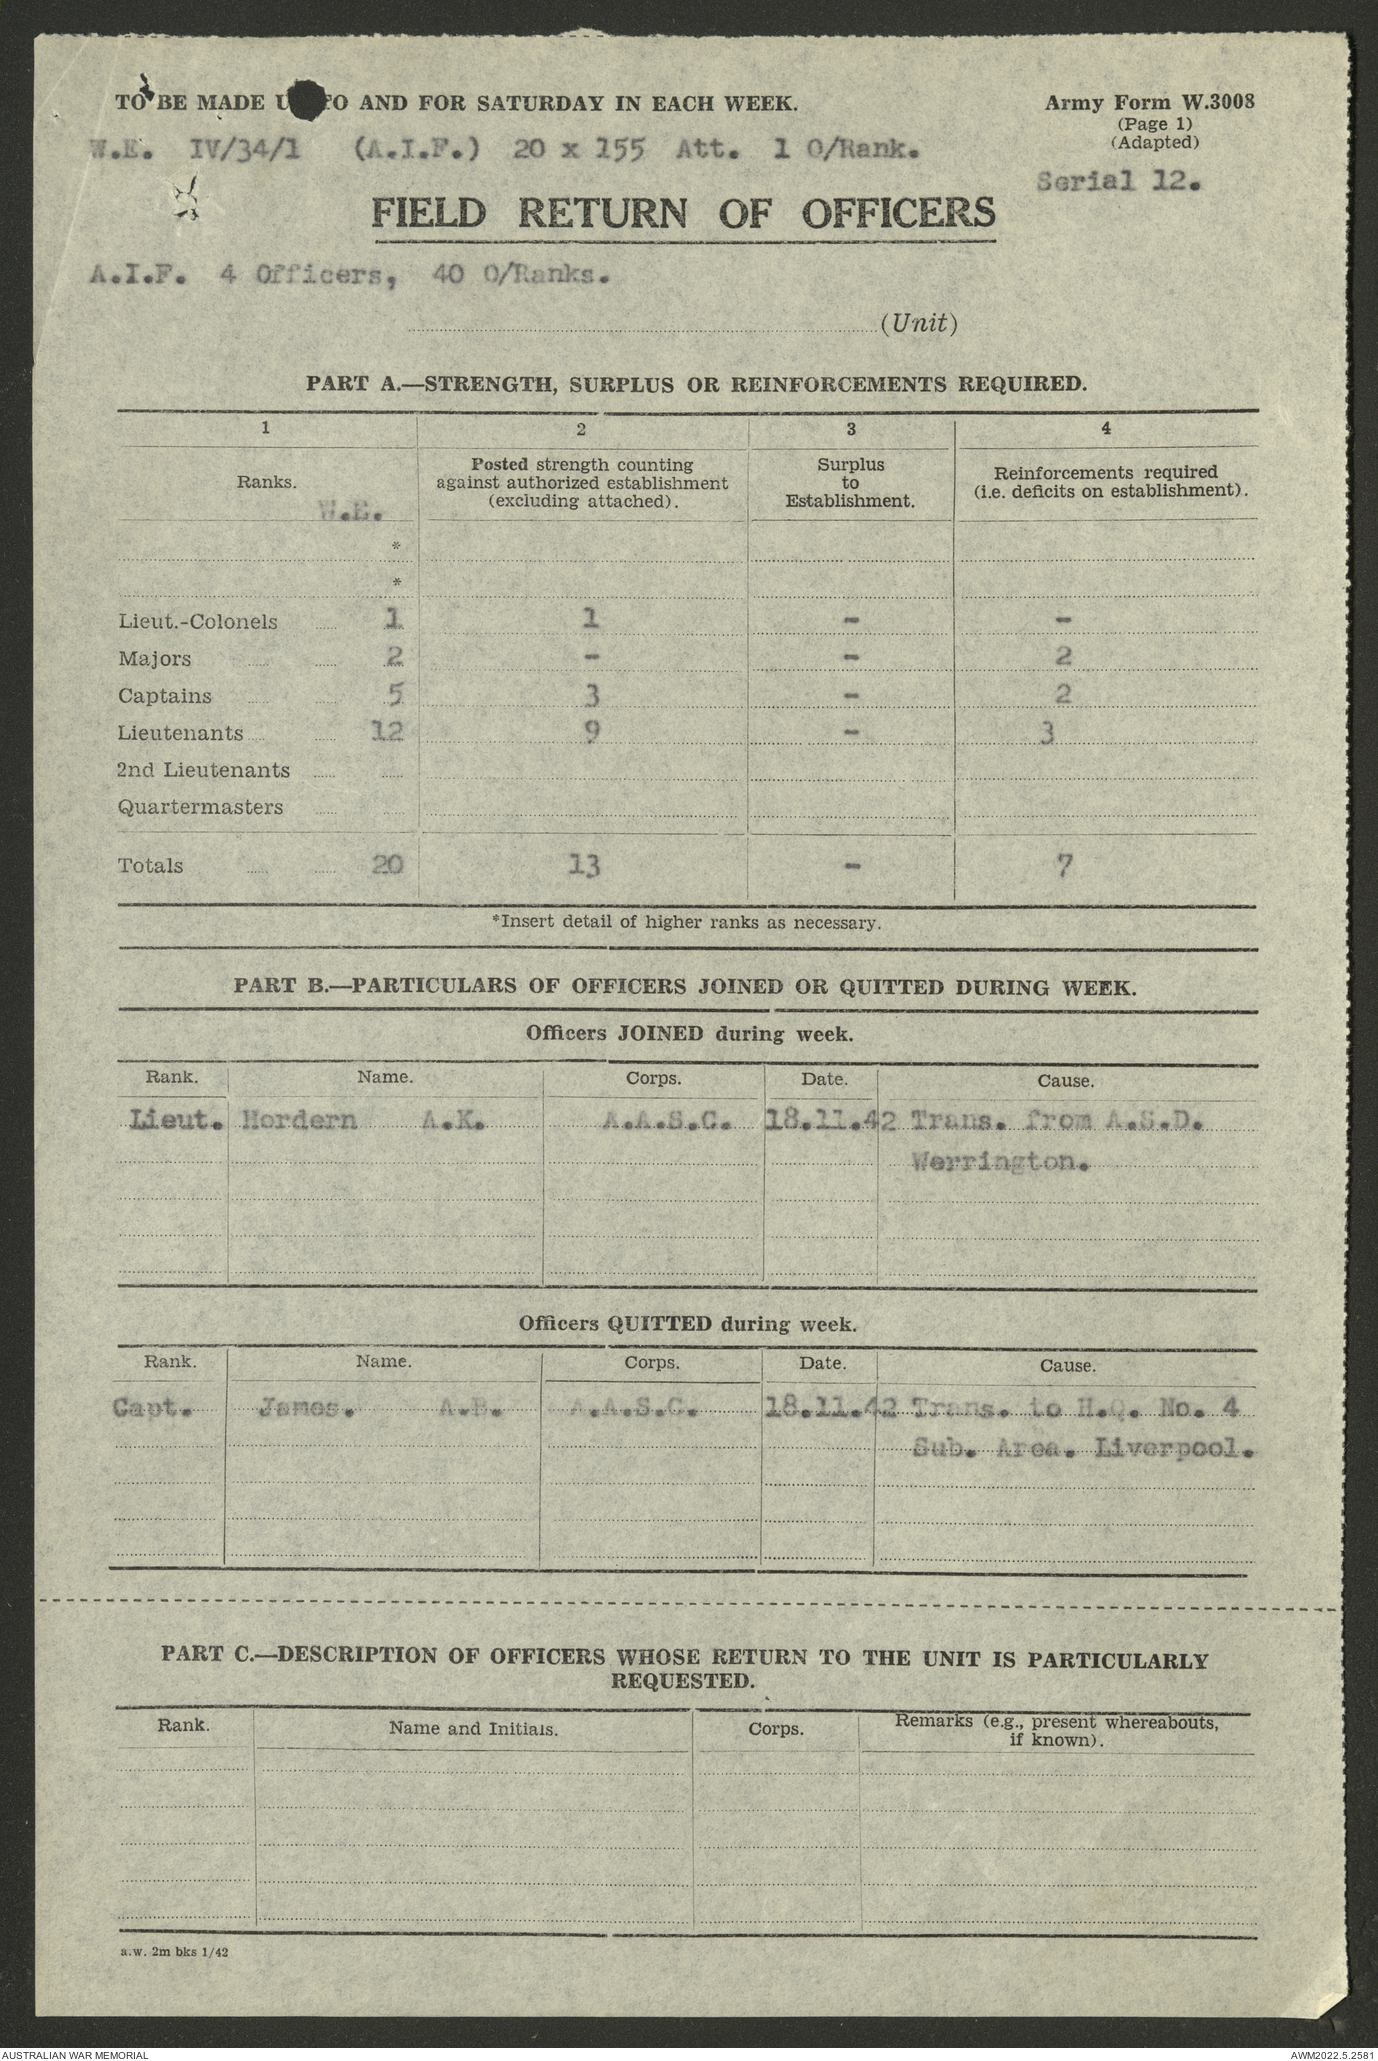 TO BE MADE U TO AND FOR SATURDAY IN EACH WEEK.
Army Form W.3008
(Page 1)
(Adapted)
W.E. IV/34/1 (A.I.F.) 20 x 155 Att. 1 O/Rank.
Serial 12.
FIELD RETURN OF OFFICERS
A.I.F. 4 Officers, 40 O/Ranks.
(Unit)
PART A.—STRENGTH, SURPLUS OR REINFORCEMENTS REQUIRED.
1 2 3 4
Ranks. Posted strength counting against authorized establishment (excluding attached). Surplus to Establishment. Reinforcements required (i.e. deficits on establishment).
W.E.
*
*
Lieut.-Colonels 1 1 - -
Majors 2 - - 2
Captains 5 3 - 2
Lieutenants 12 9 - 3
2nd Lieutenants
Quartermasters
Totals 20 13 - 7
*Insert detail of higher ranks as necessary.
PART B.—PARTICULARS OF OFFICERS JOINED OR QUITTED DURING WEEK.
Officers JOINED during week.
Rank. Name. Corps. Date. Cause.
Lieut. Hordern A.K. A.A.S.C. 18.11.42 Trans. from A.S.D.
Werrington.
Officers QUITTED during week.
Rank. Name. Corps. Date. Cause.
Capt. James. A.B. A.A.S.C. 18.11.42 Trans. to H.Q. No. 4
Sub. Area. Liverpool.
PART C.—DESCRIPTION OF OFFICERS WHOSE RETURN TO THE UNIT IS PARTICULARLY
REQUESTED.
Rank. Name and Initials. Corps. Remarks (e.g., present whereabouts, if known).
a.w. 2m bks 1/42
AUSTRALIAN WAR MEMORIAL
AWM2022.5.2581